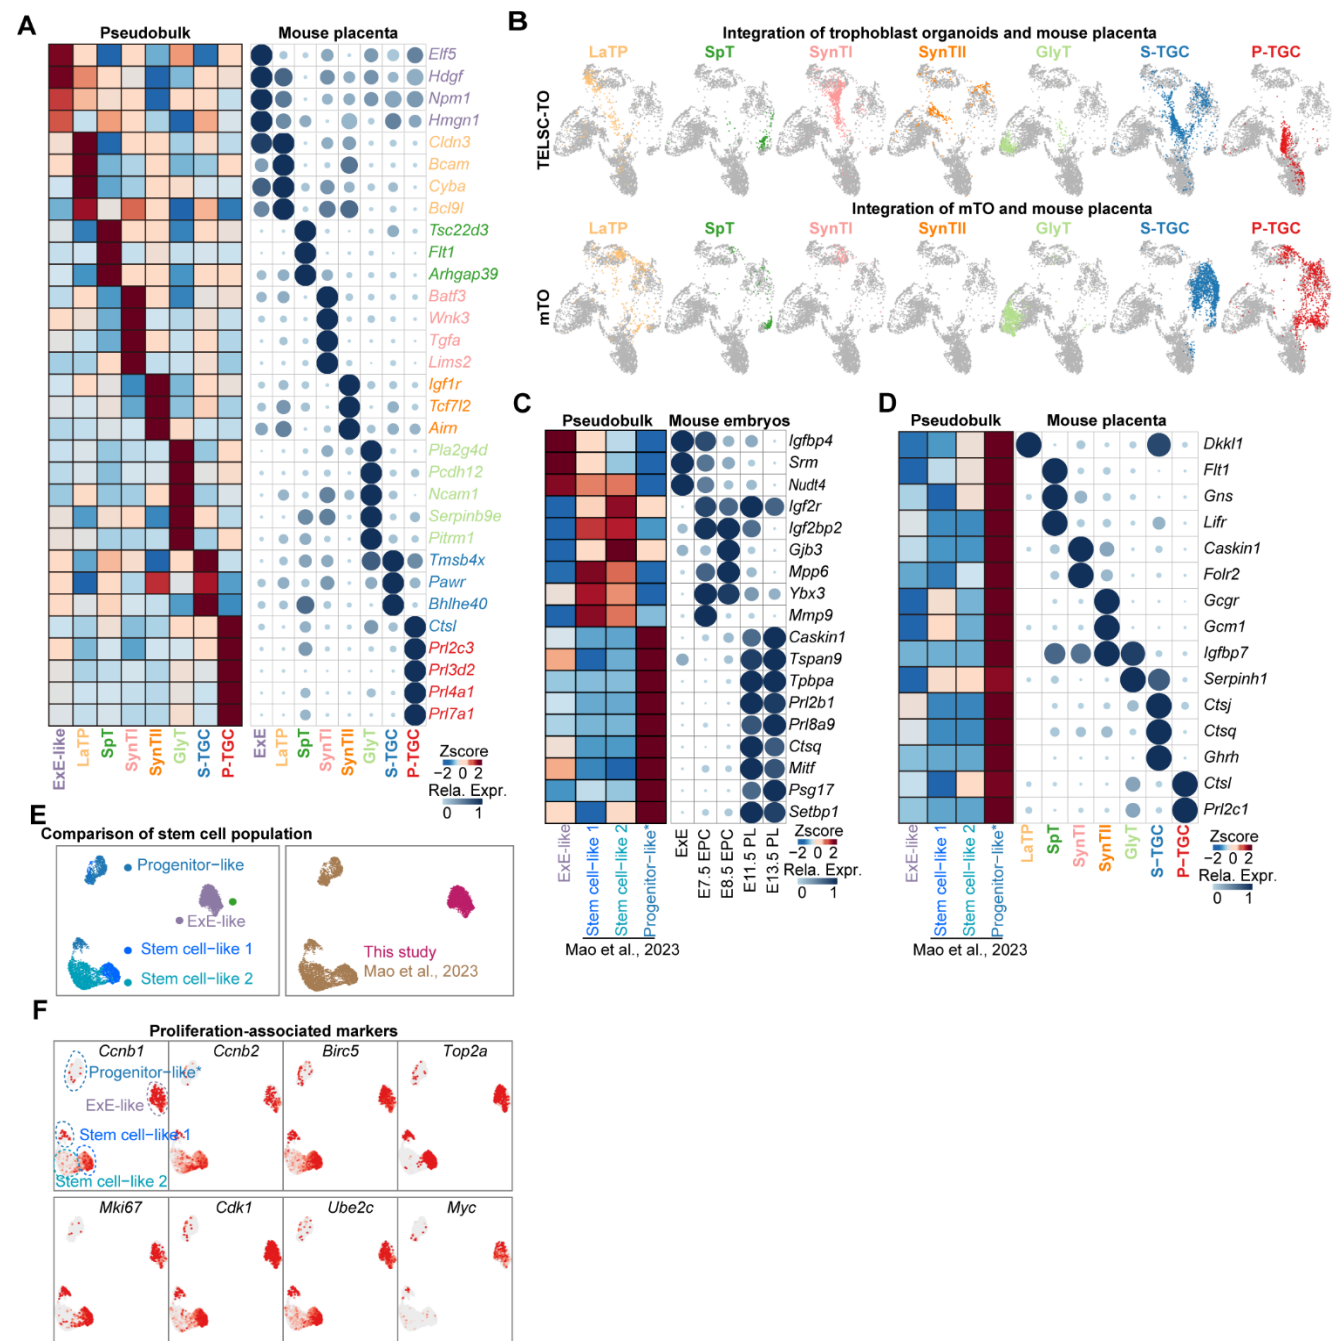 A
Pseudobulk
Mouse placenta
Elf5
Hdgf
Npm1
Hmgn1
Cldn3
Bcam
Cyba
Bcl9l
Tsc22d3
Flt1
Arhgap39
Batf3
Wnk3
Tgfa
Lims2
Igf1r
Tcf7l2
Airn
Pla2g4d
Pcdh12
Ncam1
Serpinb9e
Pitrm1
Tmsb4x
Pawr
Bhlhe40
Ctsl
Prl2c3
Prl3d2
Prl4a1
Prl7a1
ExE-like
LaTP
SpT
SynTI
SynTII
GlyT
S-TGC
P-TGC
ExE
LaTP
SpT
SynTI
SynTII
GlyT
S-TGC
P-TGC
Zscore
−2 0 2
Rela. Expr.
0 1
B
Integration of trophoblast organoids and mouse placenta
LaTP SpT SynTI SynTII GlyT S-TGC P-TGC
TELSC-TO
Integration of mTO and mouse placenta
LaTP SpT SynTI SynTII GlyT S-TGC P-TGC
mTO
C
Pseudobulk
Mouse embryos
Igfbp4
Srm
Nudt4
Igf2r
Igf2bp2
Gjb3
Mpp6
Ybx3
Mmp9
Caskin1
Tspan9
Tpbpa
Prl2b1
Prl8a9
Ctsq
Mitf
Psg17
Setbp1
ExE-like
Stem cell-like 1
Stem cell-like 2
Progenitor-like*
ExE
E7.5 EPC
E8.5 EPC
E11.5 PL
E13.5 PL
Mao et al., 2023
Zscore
−2 0 2
Rela. Expr.
0 1
D
Pseudobulk
Mouse placenta
Dkkl1
Flt1
Gns
Lifr
Caskin1
Folr2
Gcgr
Gcm1
Igfbp7
Serpinh1
Ctsj
Ctsq
Ghrh
Ctsl
Prl2c1
ExE-like
Stem cell-like 1
Stem cell-like 2
Progenitor-like*
LaTP
SpT
SynTI
SynTII
GlyT
S-TGC
P-TGC
Mao et al., 2023
Zscore
−2 0 2
Rela. Expr.
0 1
E
Comparison of stem cell population
Progenitor−like
ExE−like
Stem cell−like 1
Stem cell−like 2
This study
Mao et al., 2023
F
Proliferation-associated markers
Ccnb1 Ccnb2 Birc5 Top2a
Progenitor−like*
ExE−like
Stem cell−like 1
Stem cell−like 2
Mki67 Cdk1 Ube2c Myc